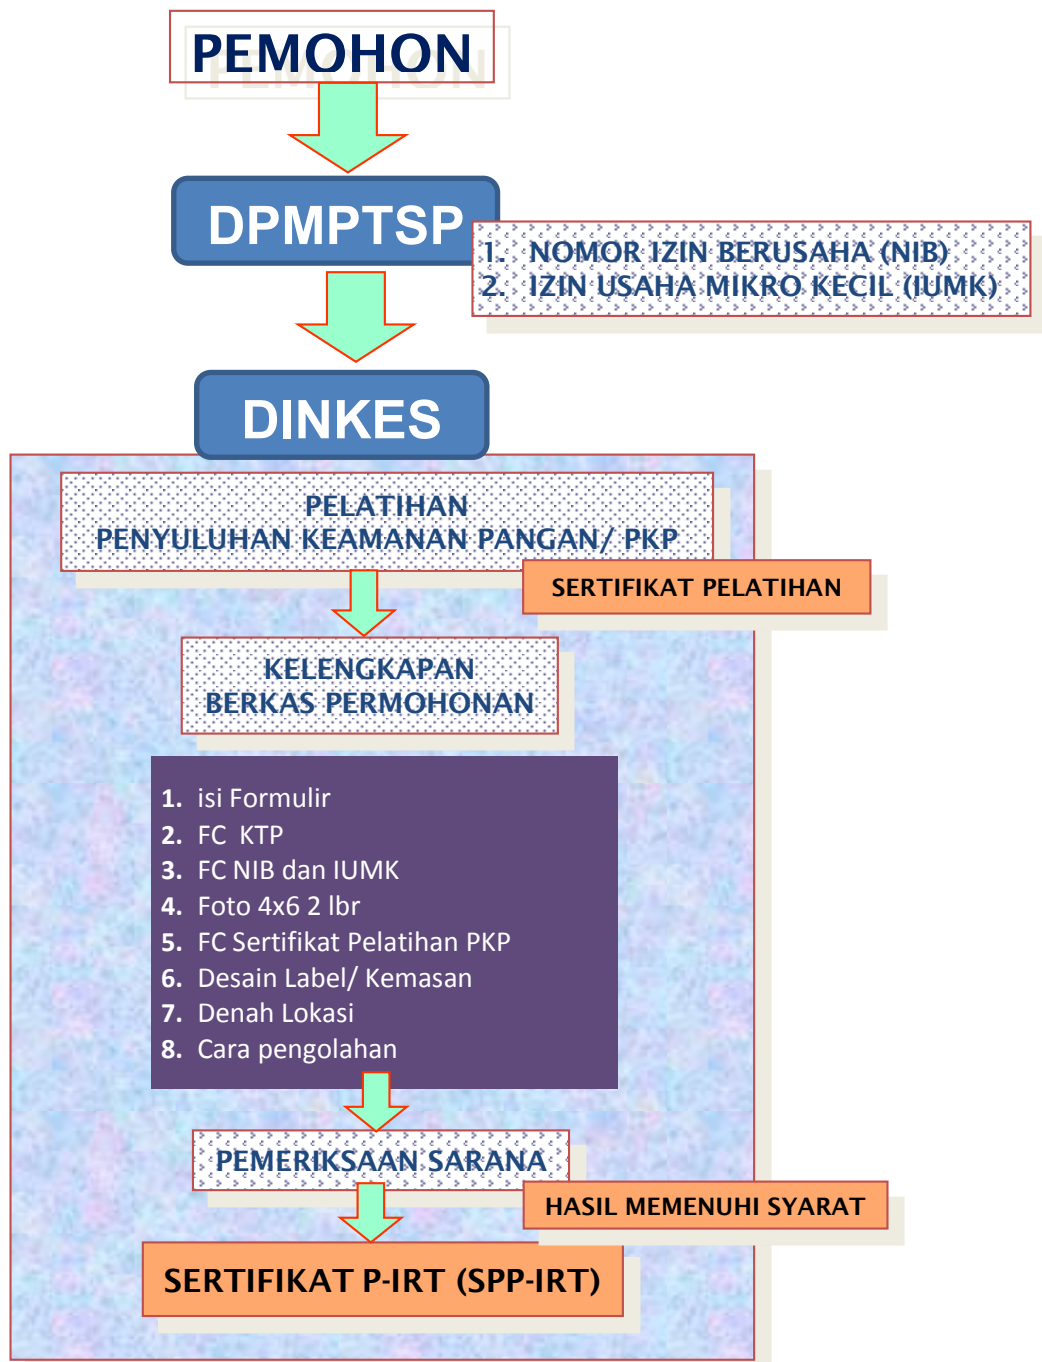 PEMOHON
DPMPTSP
1. NOMOR IZIN BERUSAHA (NIB)
2. IZIN USAHA MIKRO KECIL (IUMK)
DINKES
PELATIHAN
PENYULUHAN KEAMANAN PANGAN/ PKP
SERTIFIKAT PELATIHAN
KELENGKAPAN
BERKAS PERMOHONAN
1. isi Formulir
2. FC KTP
3. FC NIB dan IUMK
4. Foto 4x6 2 lbr
5. FC Sertifikat Pelatihan PKP
6. Desain Label/ Kemasan
7. Denah Lokasi
8. Cara pengolahan
PEMERIKSAAN SARANA
HASIL MEMENUHI SYARAT
SERTIFIKAT P-IRT (SPP-IRT)